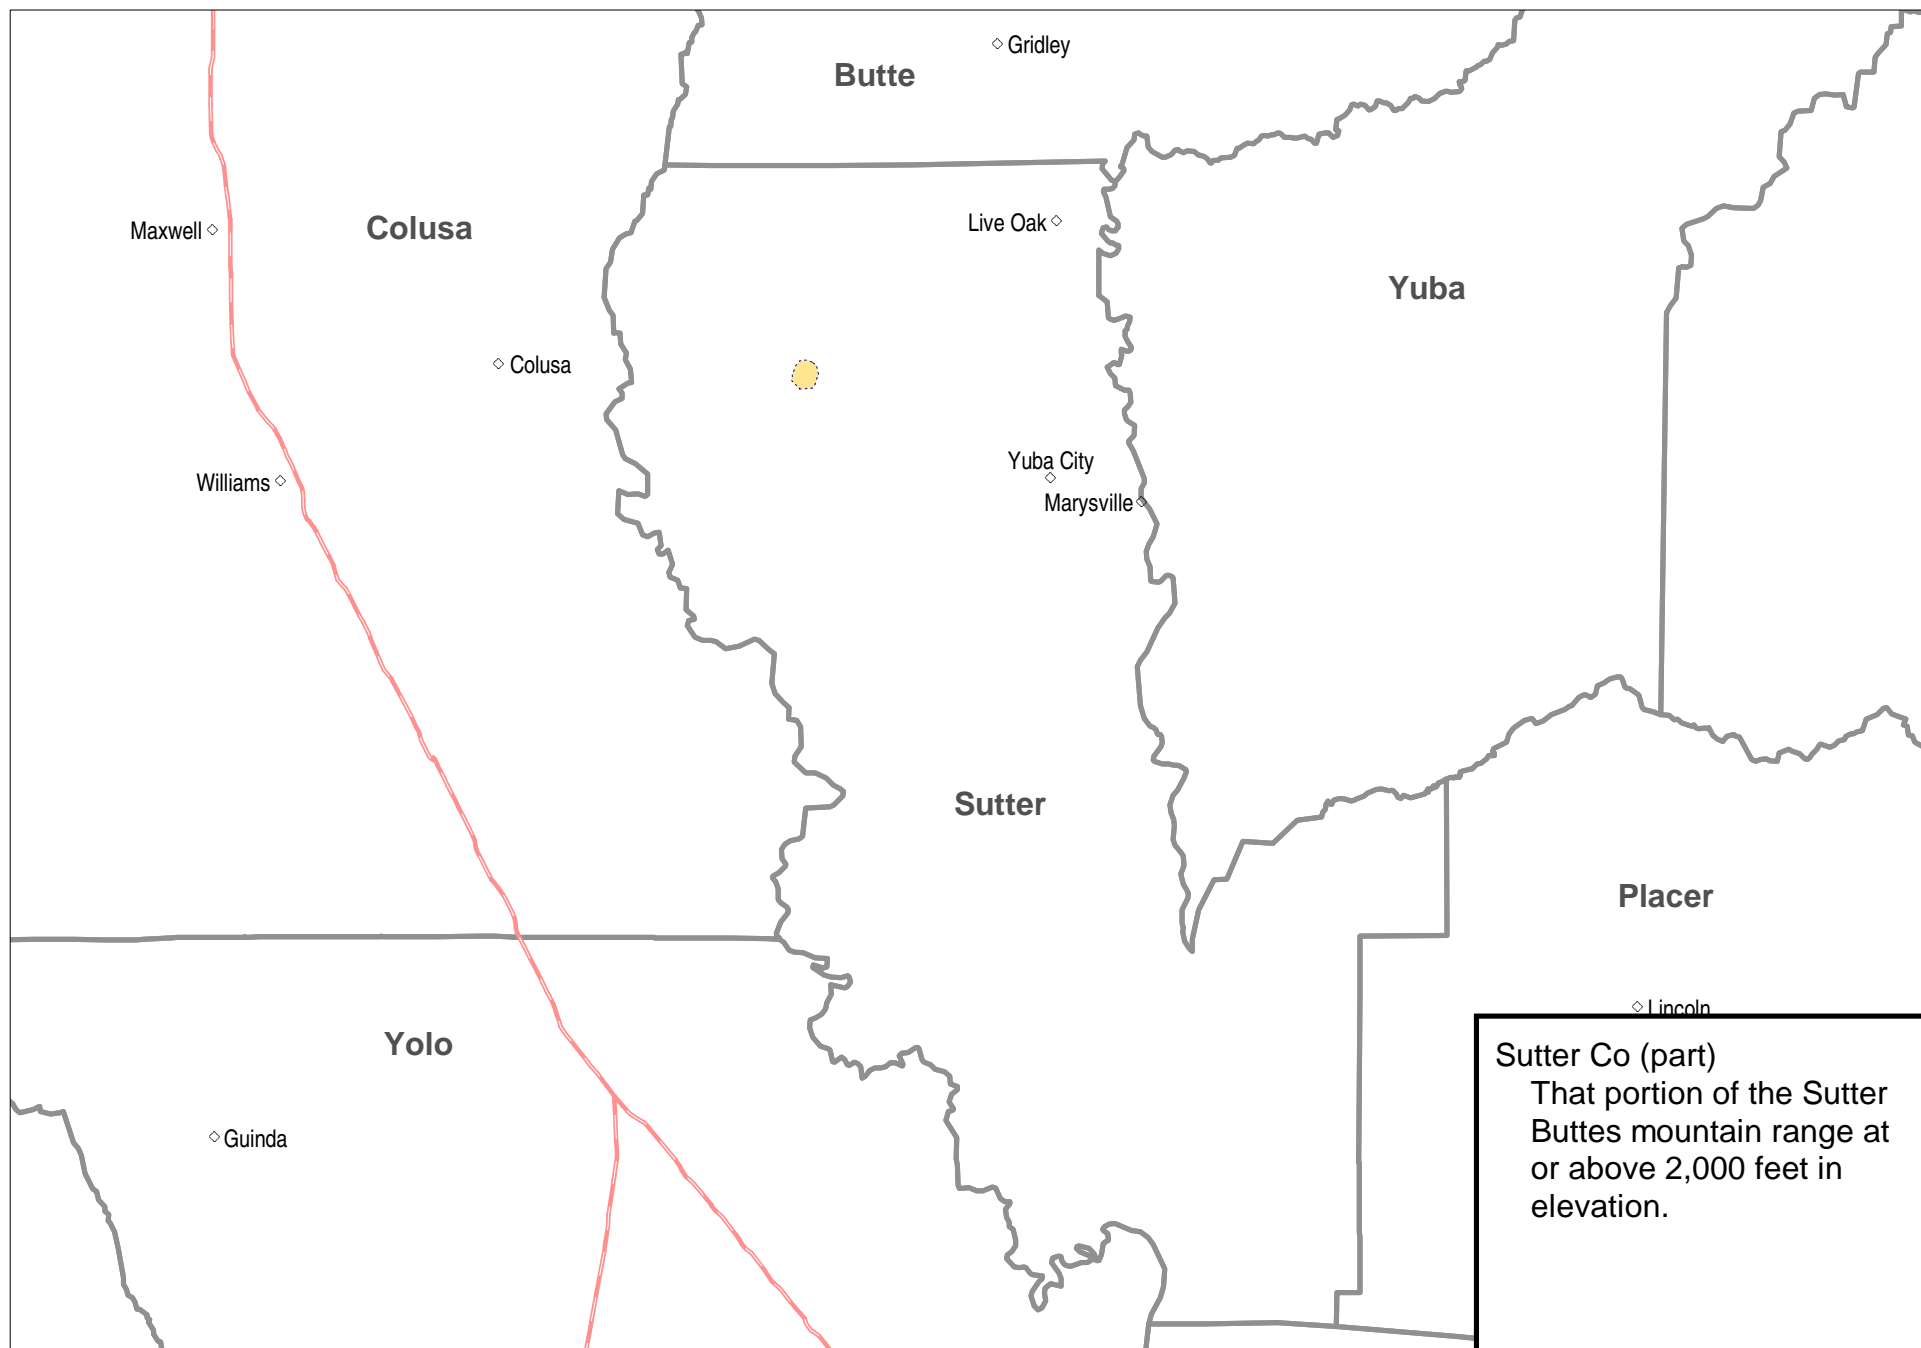 Gridley
Butte
Live Oak
Maxwell
Colusa
Yuba
Colusa
Yuba City
Williams
Marysville
Sutter
Placer
Lincoln
Yolo
Guinda
Sutter Co (part)
That portion of the Sutter
Buttes mountain range at
or above 2,000 feet in
elevation.